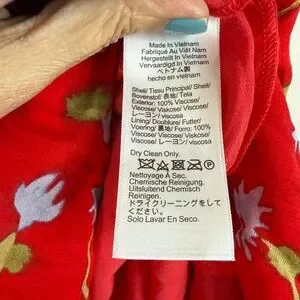 Made In Vietnam
Fabriqué Au Viêt Nam
Hergestellt In Vietnam
Vervaardigd In Vietnam
ベトナム製
hecho en vietnam
Shell/ Tissu Principal/ Shell/
Bovenstof/ 表地/ Tela
Exterior: 100% Viscose/
Viscose/ Viskose/ Viscose/
レーヨン/ viscosa
Lining/ Doublure/ Futter/
Voering/ 裏地/ Forro: 100%
Viscose/ Viscose/ Viskose/
Viscose/ レーヨン/ viscosa
Dry Clean Only.
Nettoyage A Sec.
Chemische Reinigung.
Uitsluitend Chemisch
Reinigen.
ドライクリーニングをして
ください。
Solo Lavar En Seco.